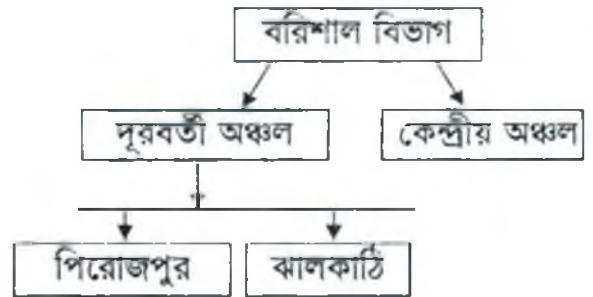 বরিশাল বিভাগ
দূরবর্তী অঞ্চল কেন্দ্রীয় অঞ্চল
পিরোজপুর ঝালকাঠি